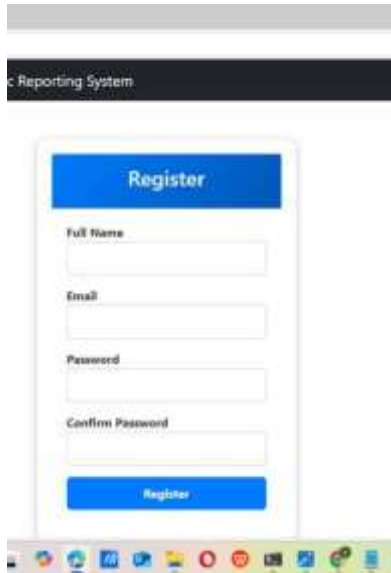 c Reporting System
Register
Full Name
Email
Password
Confirm Password
Register